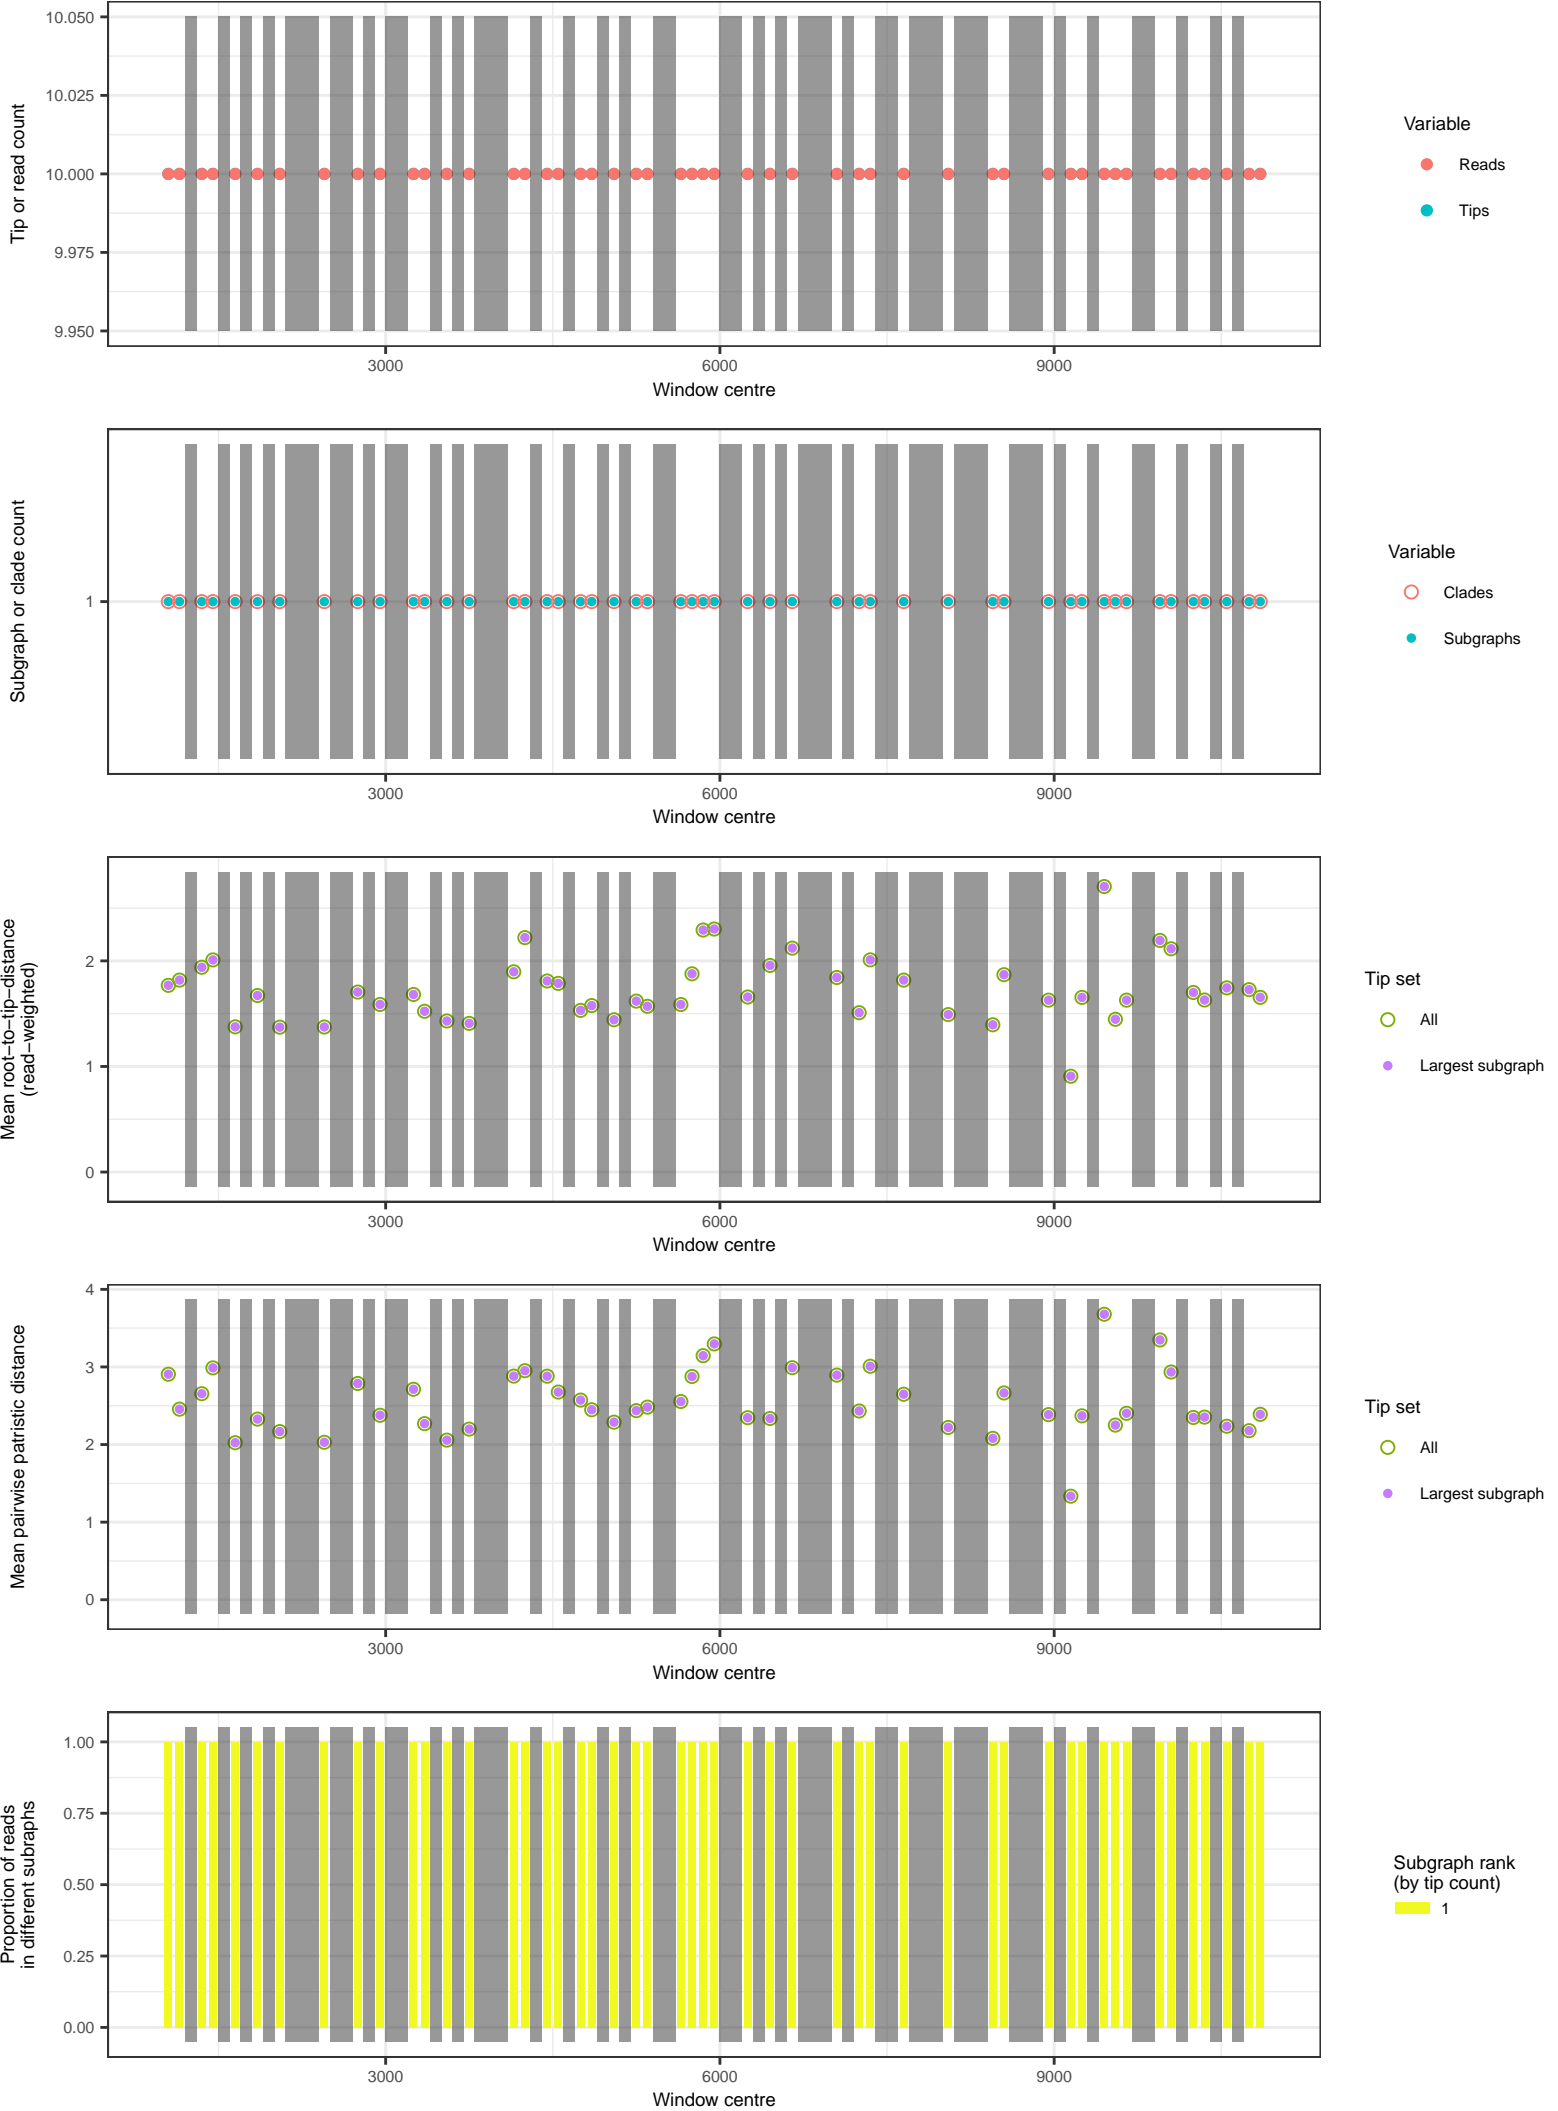 10.050
10.025
10.000
9.975
9.950
Tip or read count
3000 6000 9000
Window centre
Variable
Reads
Tips
1
Subgraph or clade count
3000 6000 9000
Window centre
Variable
Clades
Subgraphs
2
1
0
Mean root−to−tip−distance
(read−weighted)
3000 6000 9000
Window centre
Tip set
All
Largest subgraph
4
3
2
1
0
Mean pairwise patristic distance
3000 6000 9000
Window centre
Tip set
All
Largest subgraph
1.00
0.75
0.50
0.25
0.00
Proportion of reads
in different subraphs
3000 6000 9000
Window centre
Subgraph rank
(by tip count)
1